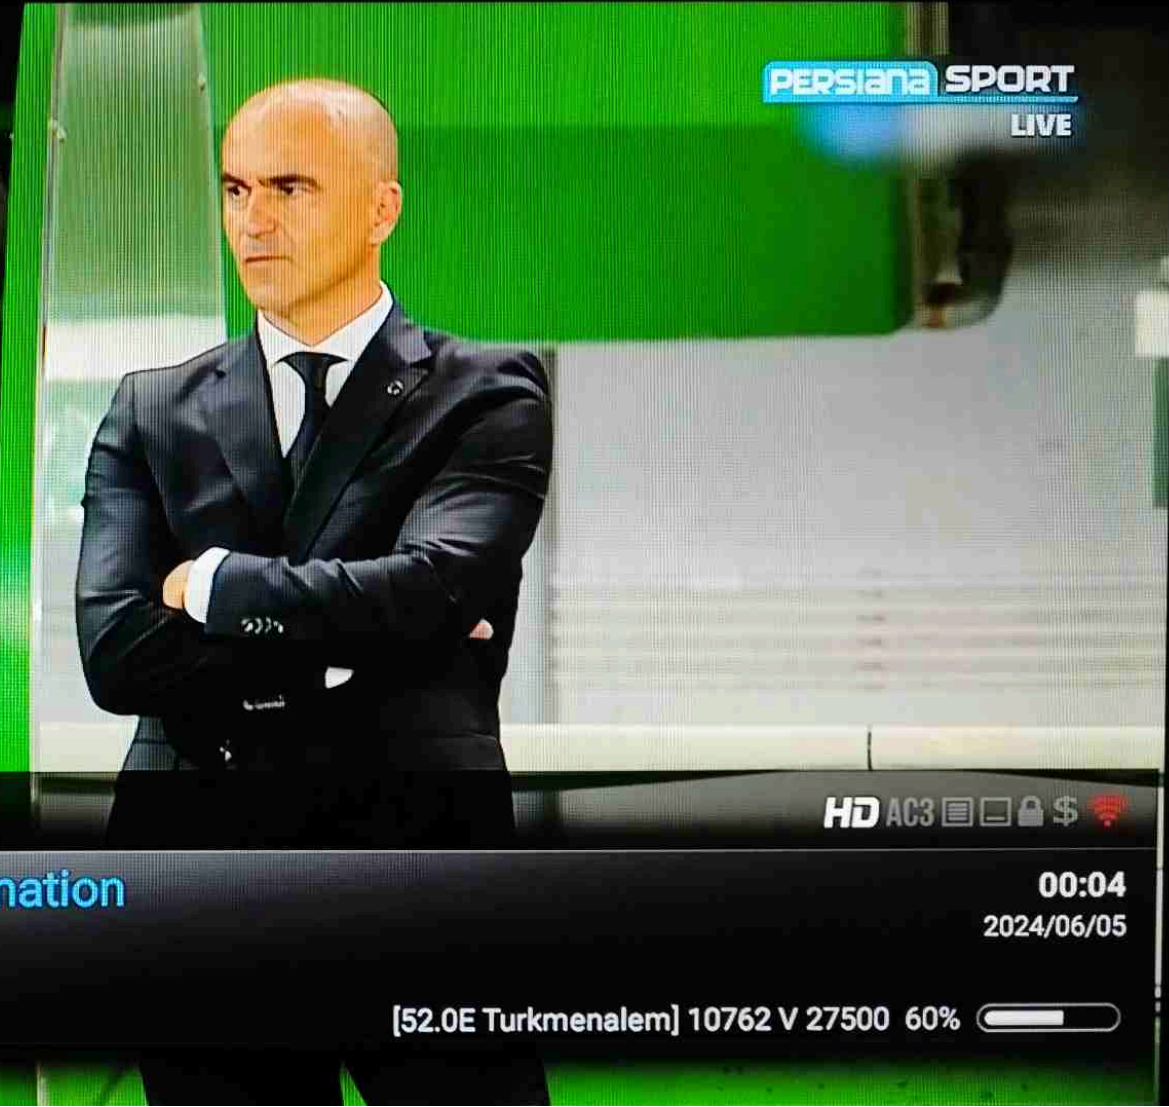 PERSIANA SPORT
LIVE
HD AC3 $
nation
00:04
2024/06/05
[52.0E Turkmenalem] 10762 V 27500 60%